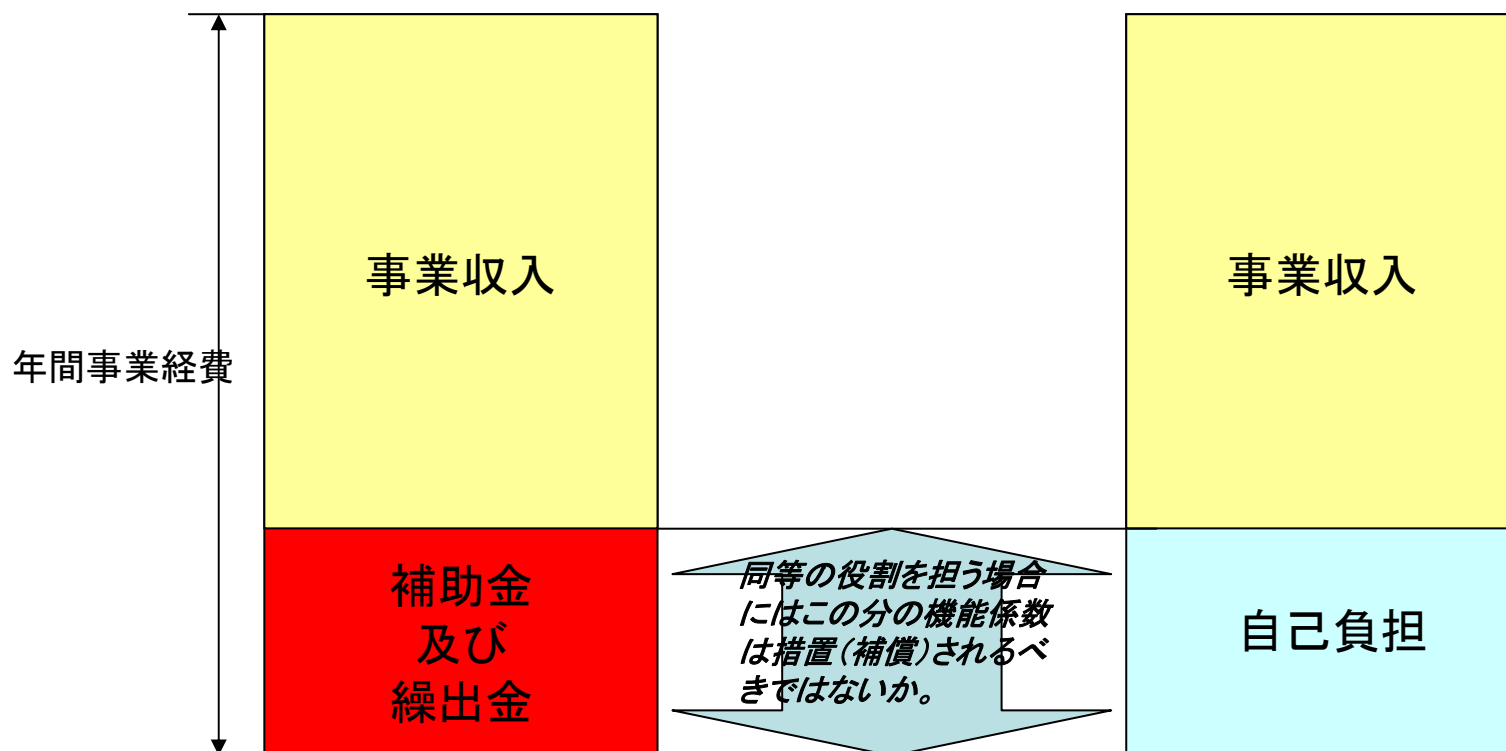 事業収入
事業収入
年間事業経費
補助金
及び
繰出金
同等の役割を担う場合
にはこの分の機能係数
は措置（補償）されるべ
きではないか。
自己負担